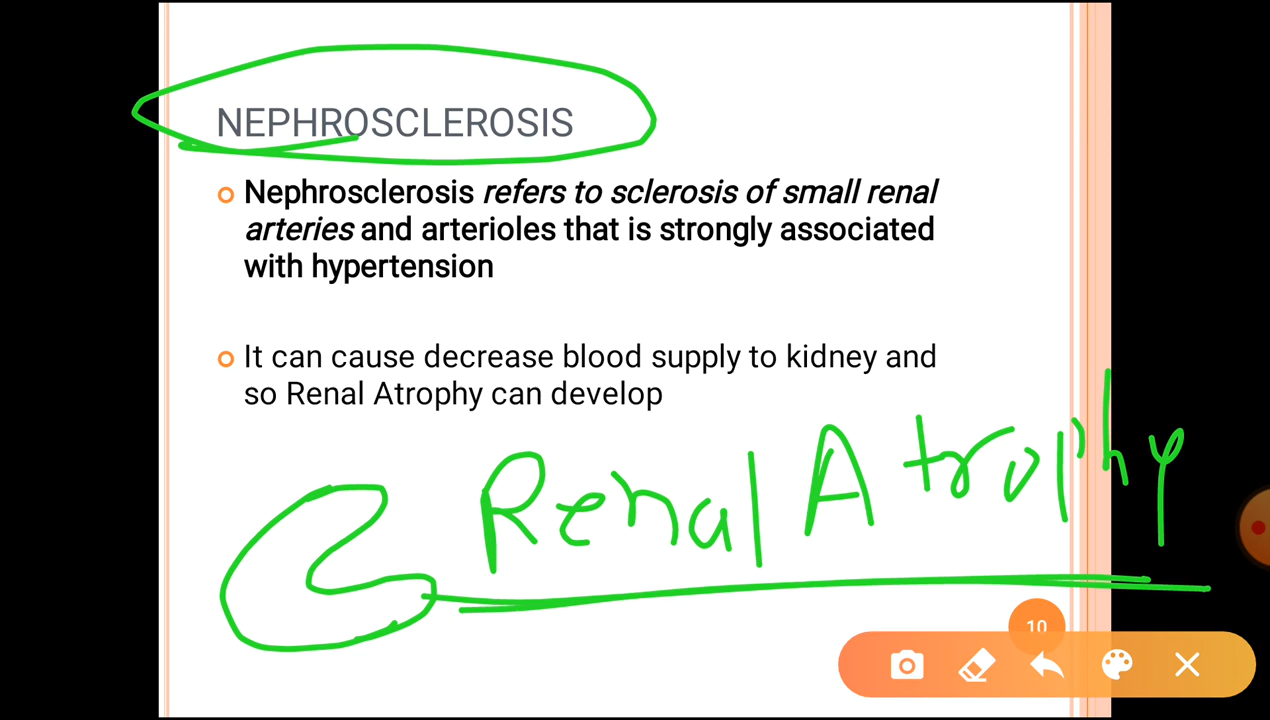 NEPHROSCLEROSIS
Nephrosclerosis refers to sclerosis of small renal
arteries and arterioles that is strongly associated
with hypertension
It can cause decrease blood supply to kidney and
so Renal Atrophy can develop
Renal Atrophy
10